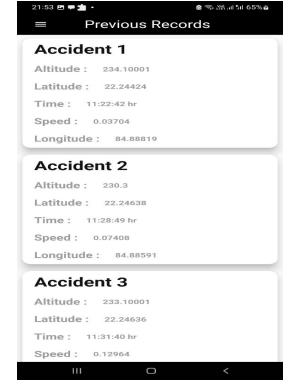 21:53 65%
Previous Records
Accident 1
Altitude : 234.10001
Latitude : 22.24424
Time : 11:22:42 hr
Speed : 0.03704
Longitude : 84.88819
Accident 2
Altitude : 230.3
Latitude : 22.24638
Time : 11:28:49 hr
Speed : 0.07408
Longitude : 84.88591
Accident 3
Altitude : 233.10001
Latitude : 22.24636
Time : 11:31:40 hr
Speed : 0.12964